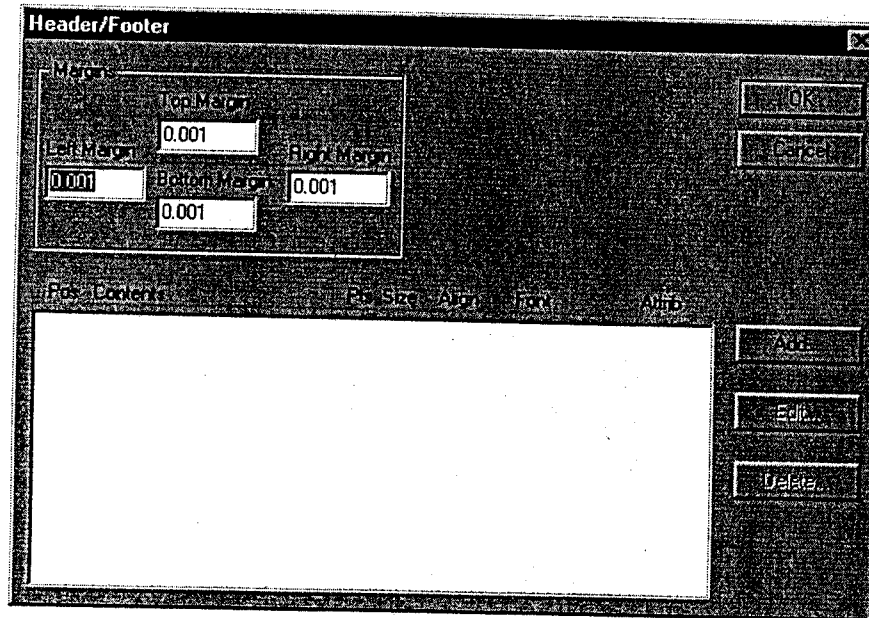 Header/Footer
Margins
Top Margin
0.001
Left Margin
0.001
Right Margin
0.001
Bottom Margin
0.001
OK
Cancel
Pos Contents Pts Size Align Font Attrib
Add...
Edit...
Delete...